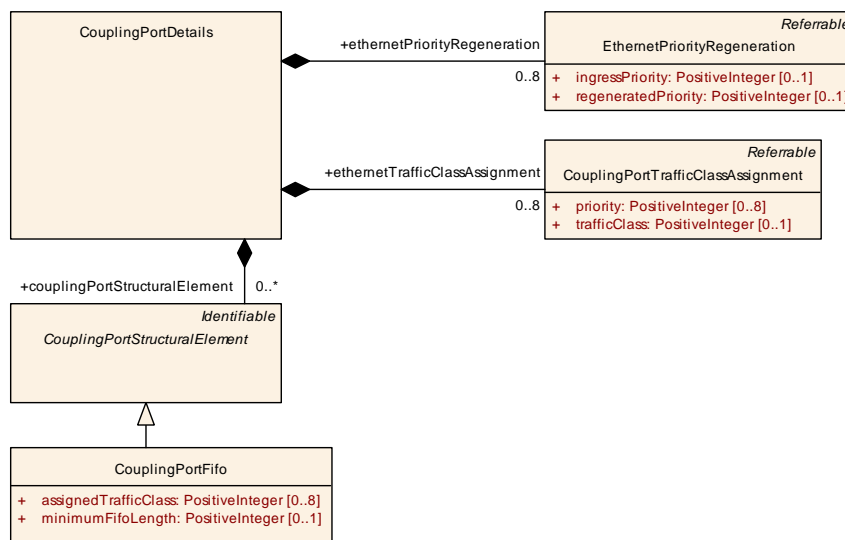 CouplingPortDetails
+ethernetPriorityRegeneration
0..8
Referrable
EthernetPriorityRegeneration
+ ingressPriority: PositiveInteger [0..1]
+ regeneratedPriority: PositiveInteger [0..1]
+ethernetTrafficClassAssignment
0..8
Referrable
CouplingPortTrafficClassAssignment
+ priority: PositiveInteger [0..8]
+ trafficClass: PositiveInteger [0..1]
+couplingPortStructuralElement 0..*
Identifiable
CouplingPortStructuralElement
CouplingPortFifo
+ assignedTrafficClass: PositiveInteger [0..8]
+ minimumFifoLength: PositiveInteger [0..1]